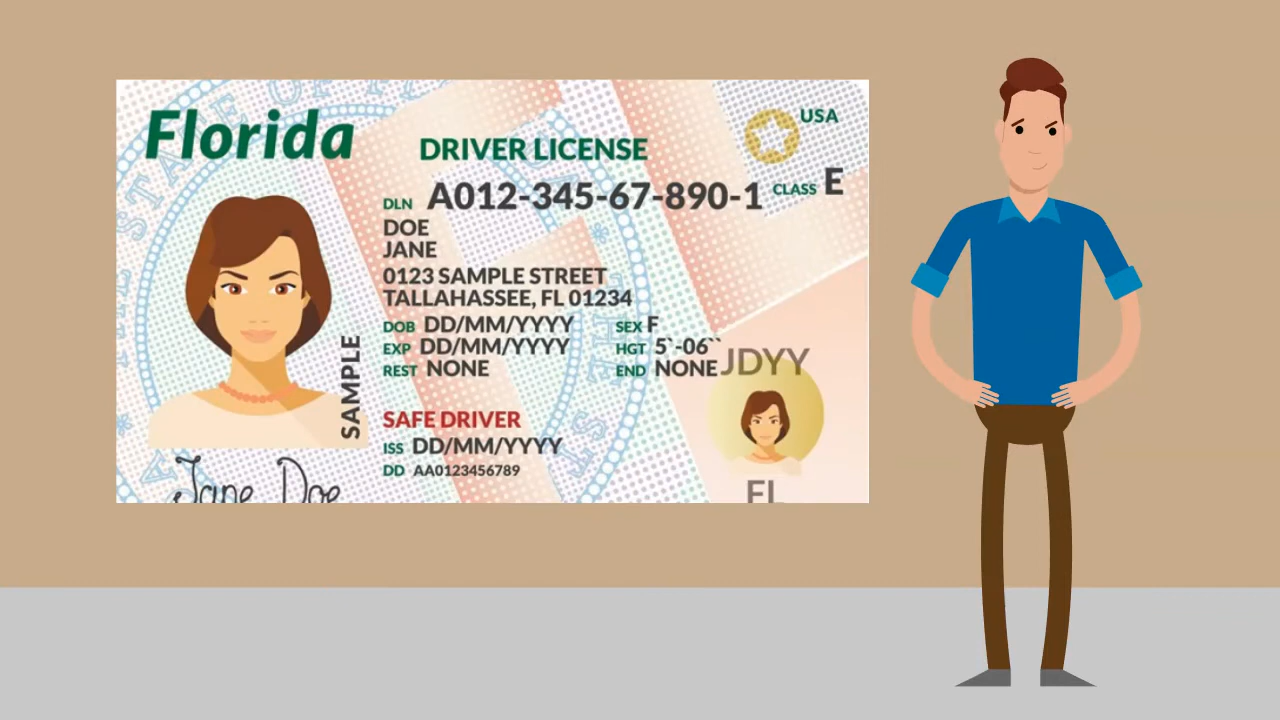 Florida
USA
DRIVER LICENSE
DLN A012-345-67-890-1 CLASS E
DOE
JANE
0123 SAMPLE STREET
TALLAHASSEE, FL 01234
DOB DD/MM/YYYY SEX F
EXP DD/MM/YYYY HGT 5`-06``
REST NONE END NONE
JDYY
SAMPLE
SAFE DRIVER
ISS DD/MM/YYYY
DD AA0123456789
Jane Doe
FL